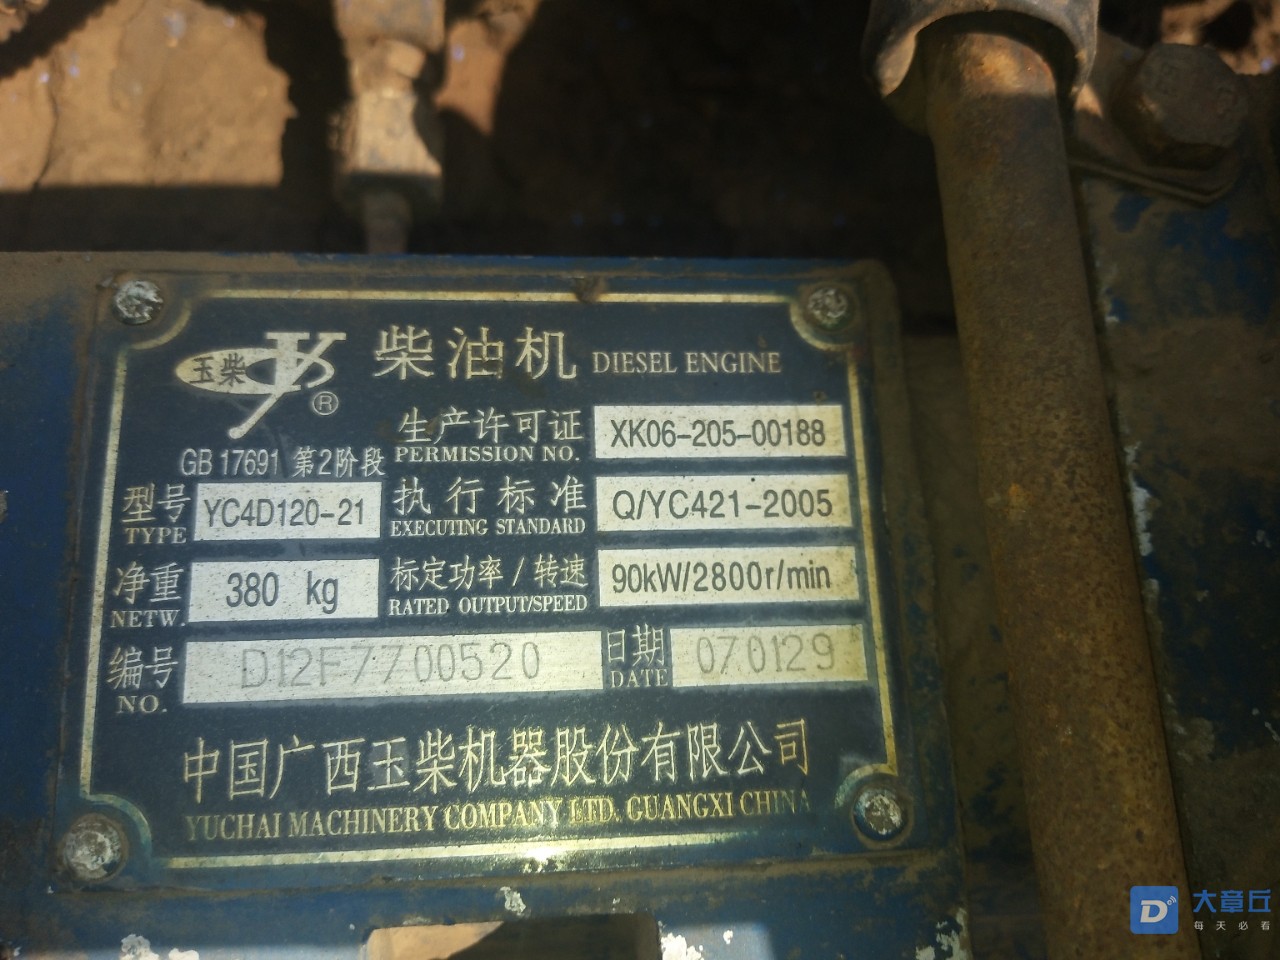 玉柴 ® 柴油机 DIESEL ENGINE
GB 17691 第2阶段
生产许可证 XK06-205-00188
PERMISSION NO.
型号 YC4D120-21
TYPE
执行标准 Q/YC421-2005
EXECUTING STANDARD
净重 380 kg
NETW.
标定功率/转速 90kW/2800r/min
RATED OUTPUT/SPEED
编号 D12F7700520
NO.
日期 070129
DATE
中国广西玉柴机器股份有限公司
YUCHAI MACHINERY COMPANY LTD. GUANGXI CHINA
D 大章丘
每天必看